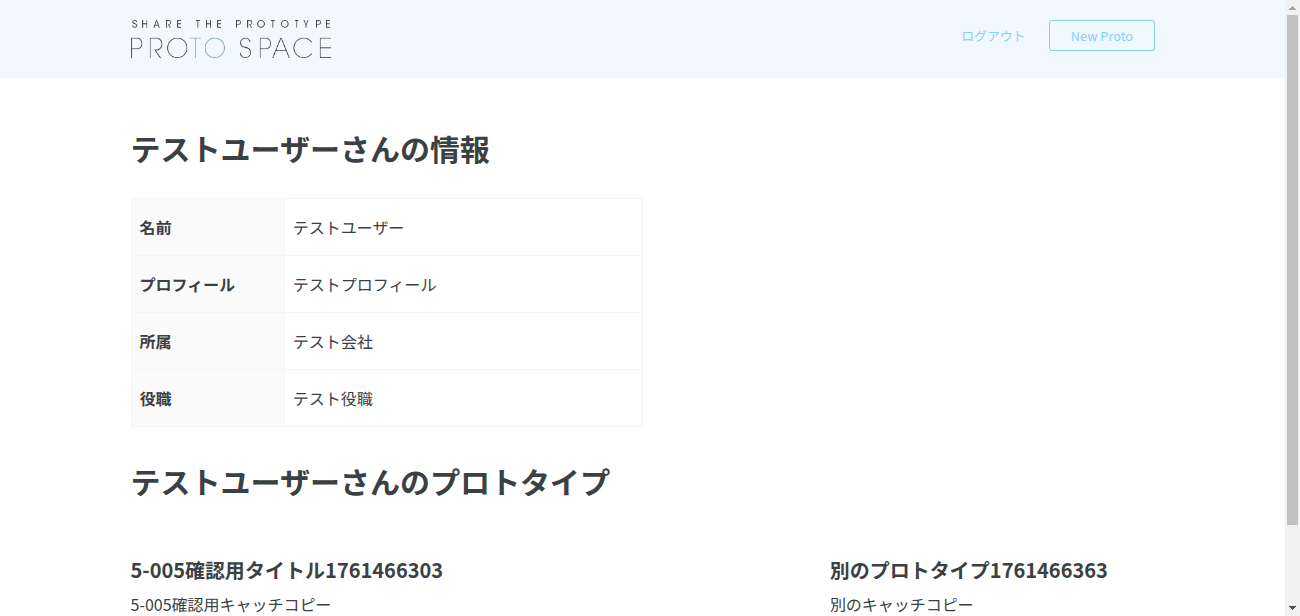 SHARE THE PROTOTYPE
PROTO SPACE
ログアウト
New Proto
テストユーザーさんの情報
名前 テストユーザー
プロフィール テストプロフィール
所属 テスト会社
役職 テスト役職
テストユーザーさんのプロトタイプ
5-005確認用タイトル1761466303
5-005確認用キャッチコピー
別のプロトタイプ1761466363
別のキャッチコピー